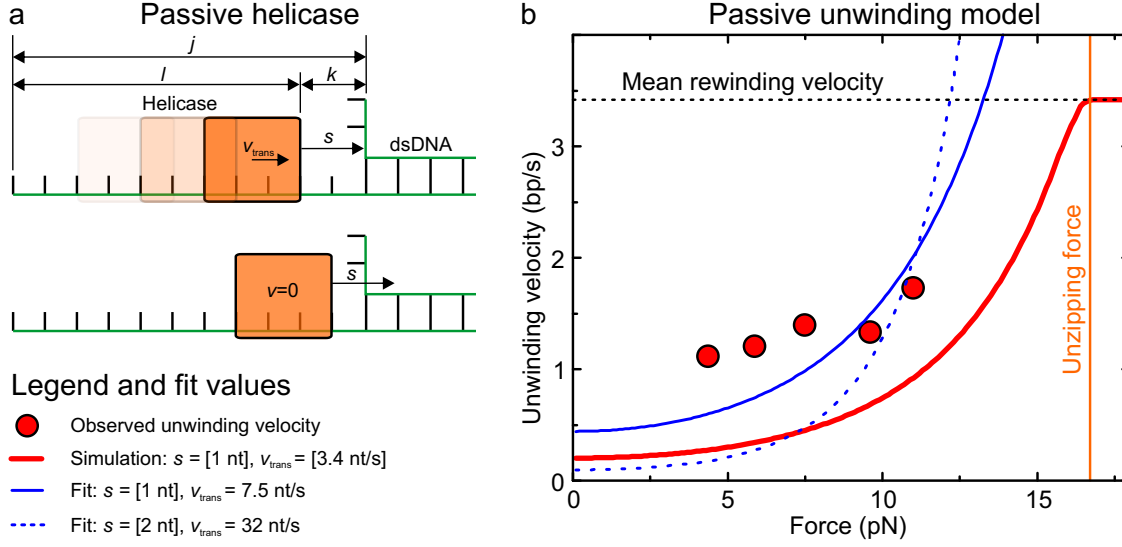 a
Passive helicase
j
l
k
Helicase
v_trans
s
dsDNA
v=0
s
Legend and fit values
Observed unwinding velocity
Simulation: s = [1 nt], v_trans = [3.4 nt/s]
Fit: s = [1 nt], v_trans = 7.5 nt/s
Fit: s = [2 nt], v_trans = 32 nt/s
b
Passive unwinding model
Mean rewinding velocity
Unzipping force
Unwinding velocity (bp/s)
3
2
1
0
0
5
10
15
Force (pN)